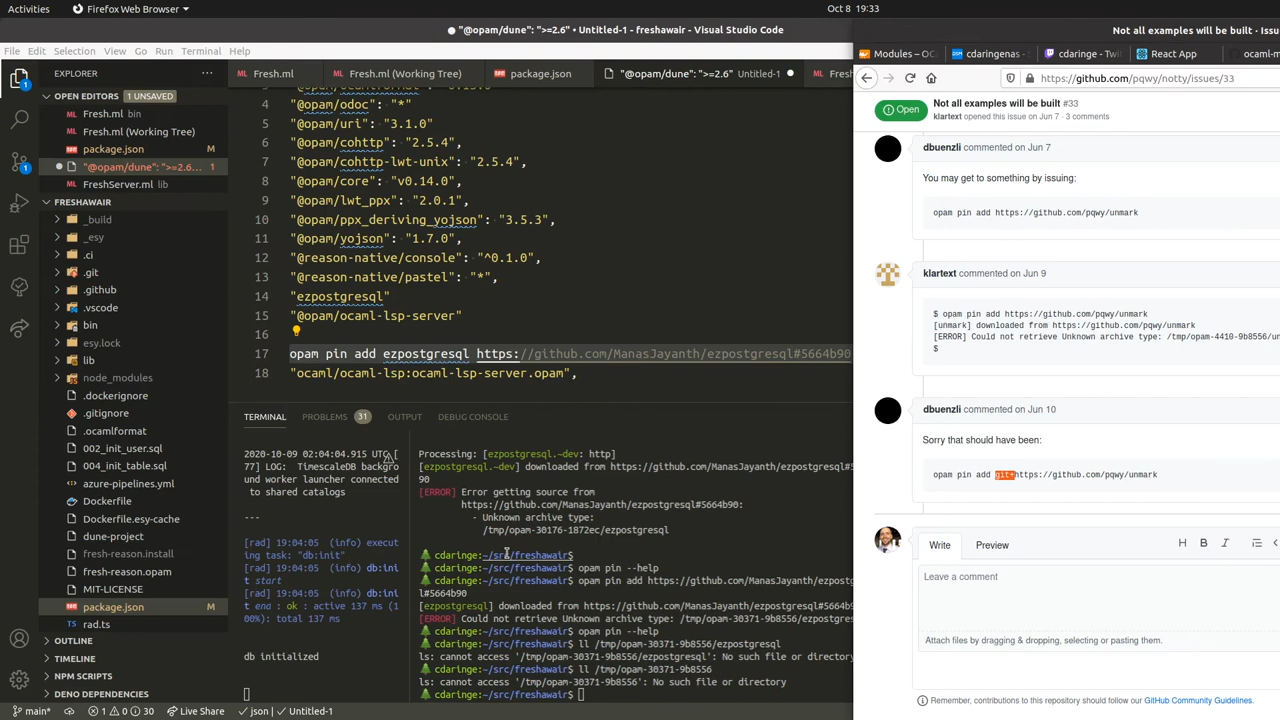 Activities
Firefox Web Browser
Oct 8 19:33
"@opam/dune": ">=2.6" • Untitled-1 - freshawair - Visual Studio Code
Not all examples will be built · Issu
File Edit Selection View Go Run Terminal Help
Modules – OC
cdaringenas -
cdaringe - Twi
React App
ocaml-m
EXPLORER
Fresh.ml
Fresh.ml (Working Tree)
package.json
"@opam/dune": ">=2.6" Untitled-1
Fresh
https://github.com/pqwy/notty/issues/33
OPEN EDITORS 1 UNSAVED
Fresh.ml bin
Fresh.ml (Working Tree)
package.json M
"@opam/dune": ">=2.6... 1
FreshServer.ml lib
FRESHAWAIR
_build
_esy
.ci
.git
.github
.vscode
bin
esy.lock
lib
node_modules
.dockerignore
.gitignore
.ocamlformat
002_init_user.sql
004_init_table.sql
azure-pipelines.yml
Dockerfile
Dockerfile.esy-cache
dune-project
fresh-reason.install
fresh-reason.opam
MIT-LICENSE
package.json M
rad.ts
OUTLINE
TIMELINE
NPM SCRIPTS
DENO DEPENDENCIES
4 "@opam/odoc": "*"
5 "@opam/uri": "3.1.0"
6 "@opam/cohttp": "2.5.4",
7 "@opam/cohttp-lwt-unix": "2.5.4",
8 "@opam/core": "v0.14.0",
9 "@opam/lwt_ppx": "2.0.1",
10 "@opam/ppx_deriving_yojson": "3.5.3",
11 "@opam/yojson": "1.7.0",
12 "@reason-native/console": "^0.1.0",
13 "@reason-native/pastel": "*",
14 "ezpostgresql"
15 "@opam/ocaml-lsp-server"
16
17 opam pin add ezpostgresql https://github.com/ManasJayanth/ezpostgresql#5664b90
18 "ocaml/ocaml-lsp:ocaml-lsp-server.opam",
TERMINAL PROBLEMS 31 OUTPUT DEBUG CONSOLE
2020-10-09 02:04:04.915 UTC [
77] LOG: TimescaleDB backgro
und worker launcher connected
to shared catalogs
---
[rad] 19:04:05 (info) execut
ing task: "db:init"
[rad] 19:04:05 (info) db:ini
t start
[rad] 19:04:05 (info) db:ini
t end : ok : active 137 ms (1
00%): total 137 ms
db initialized
Processing: [ezpostgresql.~dev: http]
[ezpostgresql.~dev] downloaded from https://github.com/ManasJayanth/ezpostgresql#5664b
90
[ERROR] Error getting source from
https://github.com/ManasJayanth/ezpostgresql#5664b90:
- Unknown archive type:
/tmp/opam-30176-1872ec/ezpostgresql
cdaringe:~/src/freshawair$
cdaringe:~/src/freshawair$ opam pin --help
cdaringe:~/src/freshawair$ opam pin add https://github.com/ManasJayanth/ezpostg
l#5664b90
[ezpostgresql] downloaded from https://github.com/ManasJayanth/ezpostgresql#566
[ERROR] Could not retrieve Unknown archive type: /tmp/opam-30371-9b8556/ezpostg
cdaringe:~/src/freshawair$ opam pin --help
cdaringe:~/src/freshawair$ ll /tmp/opam-30371-9b8556/ezpostgresql
ls: cannot access '/tmp/opam-30371-9b8556/ezpostgresql': No such file or directory
cdaringe:~/src/freshawair$ ll /tmp/opam-30371-9b8556
ls: cannot access '/tmp/opam-30371-9b8556': No such file or directory
cdaringe:~/src/freshawair$
main* 1 0 30 Live Share json Untitled-1
Open
Not all examples will be built #33
klartext opened this issue on Jun 7 · 3 comments
dbuenzli commented on Jun 7
You may get to something by issuing:
opam pin add https://github.com/pqwy/unmark
klartext commented on Jun 9
$ opam pin add https://github.com/pqwy/unmark
[unmark] downloaded from https://github.com/pqwy/unmark
[ERROR] Could not retrieve Unknown archive type: /tmp/opam-4410-9b8556/un
$
dbuenzli commented on Jun 10
Sorry that should have been:
opam pin add git+https://github.com/pqwy/unmark
Write Preview
H B I
Leave a comment
Attach files by dragging & dropping, selecting or pasting them.
Remember, contributions to this repository should follow our GitHub Community Guidelines.